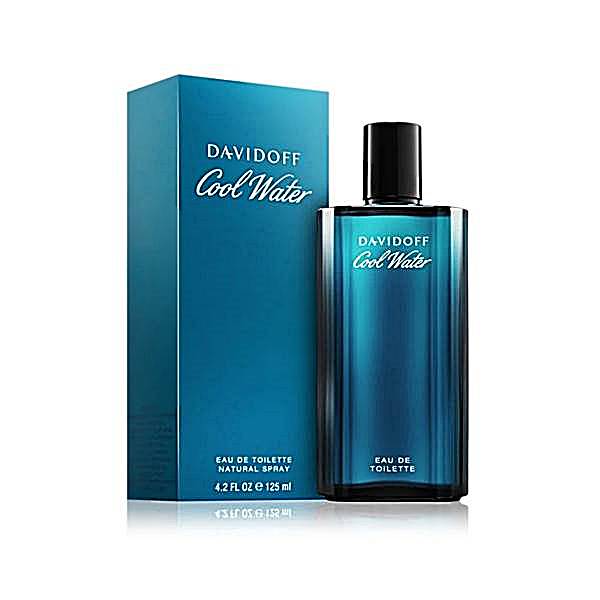 DAVIDOFF
Cool Water
EAU DE TOILETTE
NATURAL SPRAY
4.2 FL OZ ℮ 125 ml
DAVIDOFF
Cool Water
EAU DE
TOILETTE